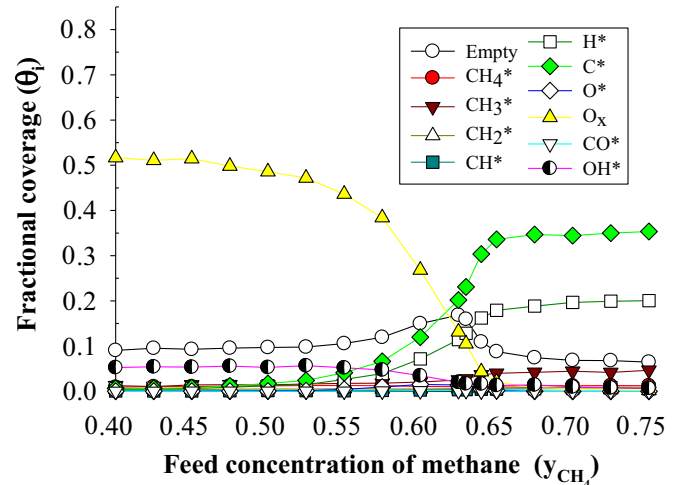 0.8
0.7
0.6
0.5
0.4
0.3
0.2
0.1
0.0
Fractional coverage (θi)
Empty
CH4*
CH3*
CH2*
CH*
H*
C*
O*
Ox
CO*
OH*
0.40 0.45 0.50 0.55 0.60 0.65 0.70 0.75
Feed concentration of methane (yCH4)